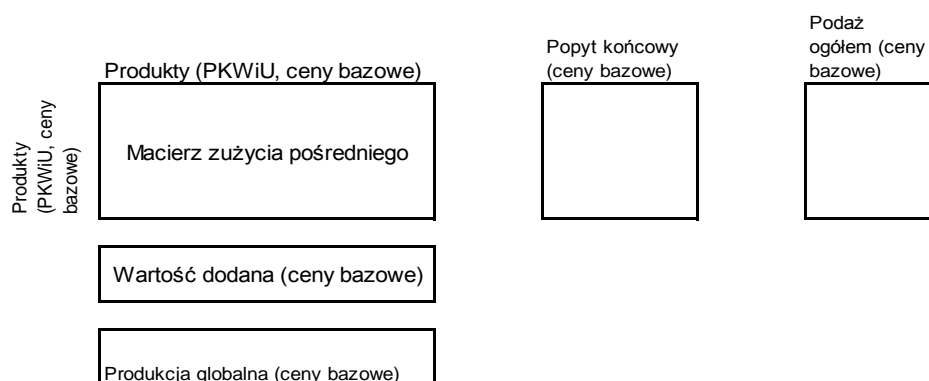 Podaż
ogółem (ceny
bazowe)
Popyt końcowy
(ceny bazowe)
Produkty (PKWiU, ceny bazowe)
Produkty
(PKWiU, ceny
bazowe)
Macierz zużycia pośredniego
Wartość dodana (ceny bazowe)
Produkcja globalna (ceny bazowe)